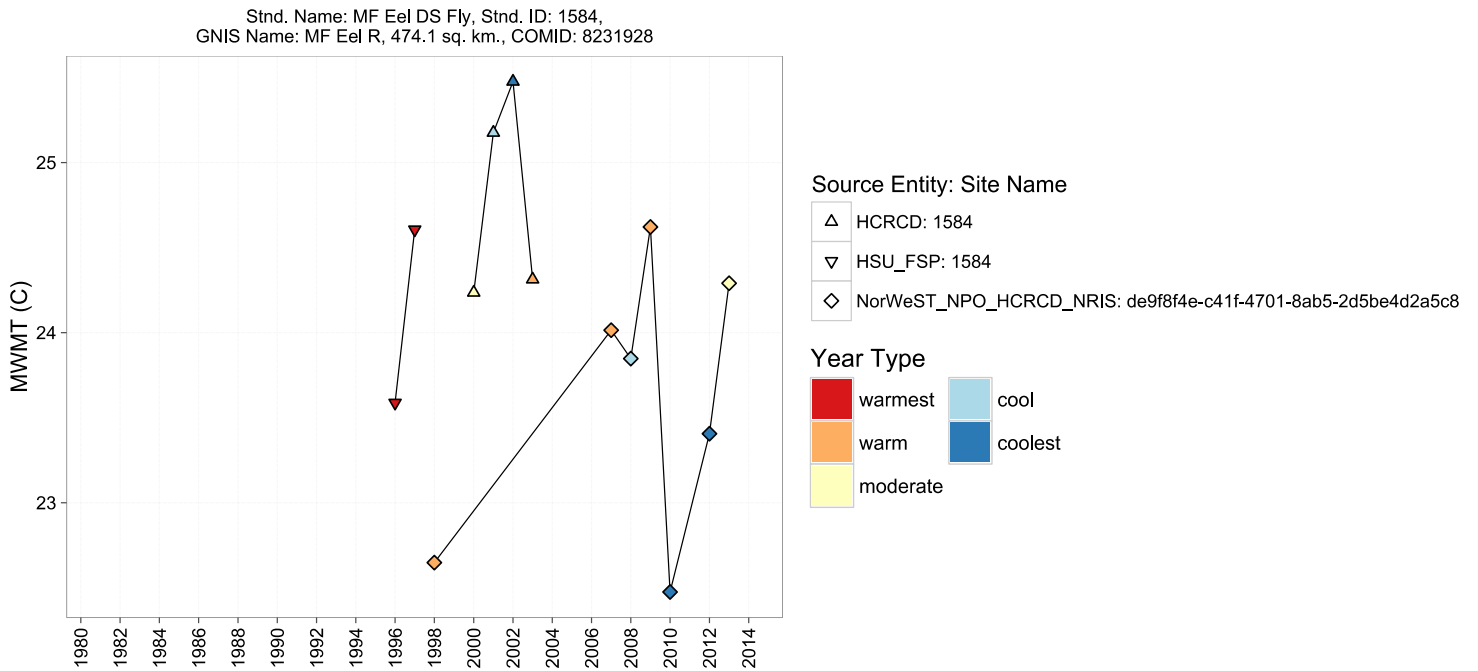 Stnd. Name: MF Eel DS Fly, Stnd. ID: 1584,
GNIS Name: MF Eel R, 474.1 sq. km., COMID: 8231928
MWMT (C)
25
24
23
1980
1982
1984
1986
1988
1990
1992
1994
1996
1998
2000
2002
2004
2006
2008
2010
2012
2014
Source Entity: Site Name
HCRCD: 1584
HSU_FSP: 1584
NorWeST_NPO_HCRCD_NRIS: de9f8f4e-c41f-4701-8ab5-2d5be4d2a5c8
Year Type
warmest
cool
warm
coolest
moderate